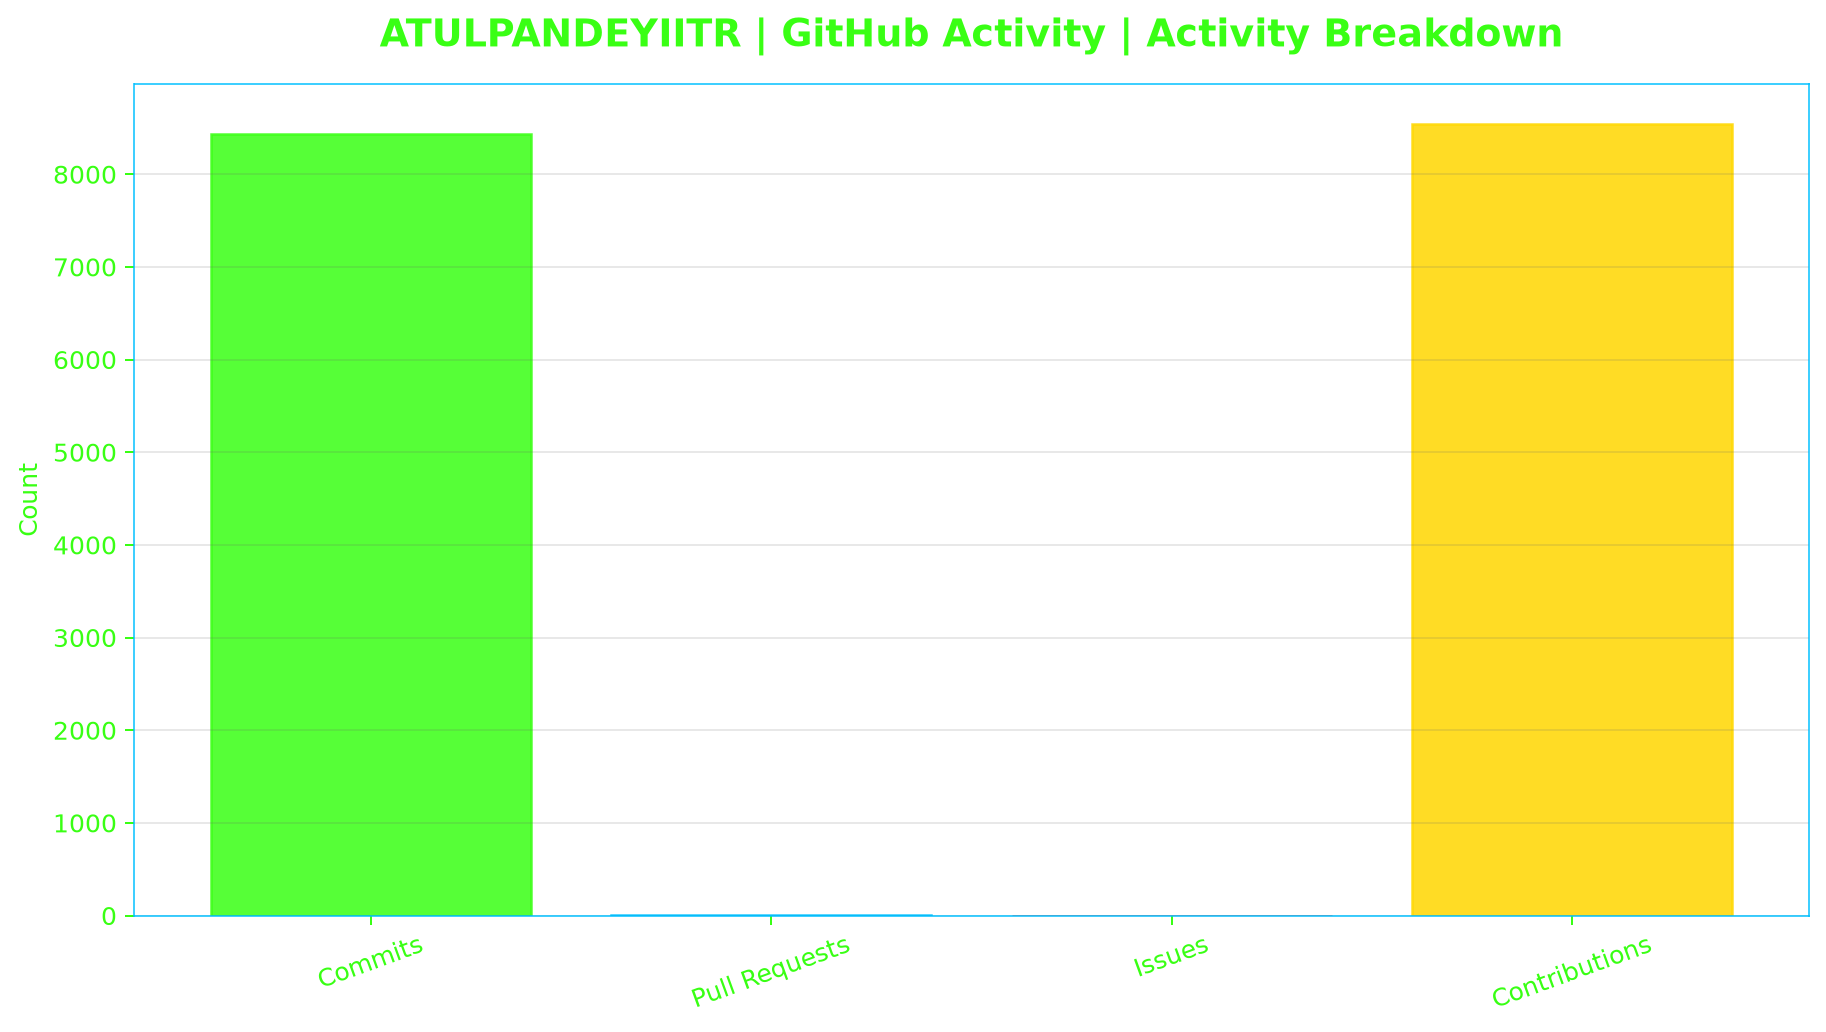 ATULPANDEYIITR | GitHub Activity | Activity Breakdown
Count
8000
7000
6000
5000
4000
3000
2000
1000
0
Commits
Pull Requests
Issues
Contributions